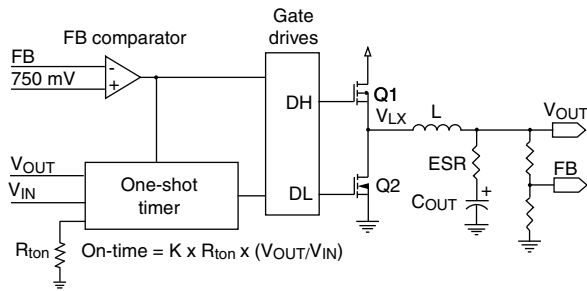 Gate
drives
FB comparator
FB
750 mV
-
+
DH
Q1
V_LX
L
V_OUT
ESR
FB
V_OUT
V_IN
One-shot
timer
DL
Q2
C_OUT
+
R_ton
On-time = K x R_ton x (V_OUT/V_IN)